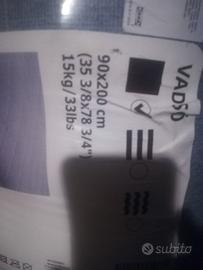 VADSÖ
90x200 cm
(35 3/8x78 3/4")
15kg/33lbs
subito